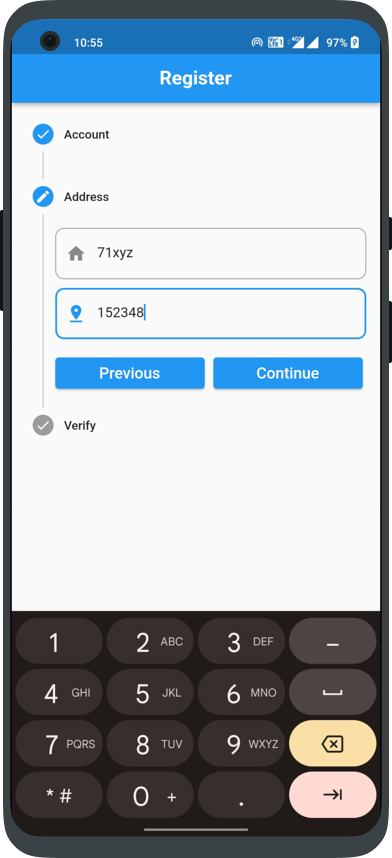 10:55
97%
Register
Account
Address
71xyz
152348
Previous
Continue
Verify
1
2 ABC
3 DEF
–
4 GHI
5 JKL
6 MNO
7 PQRS
8 TUV
9 WXYZ
* #
0 +
.